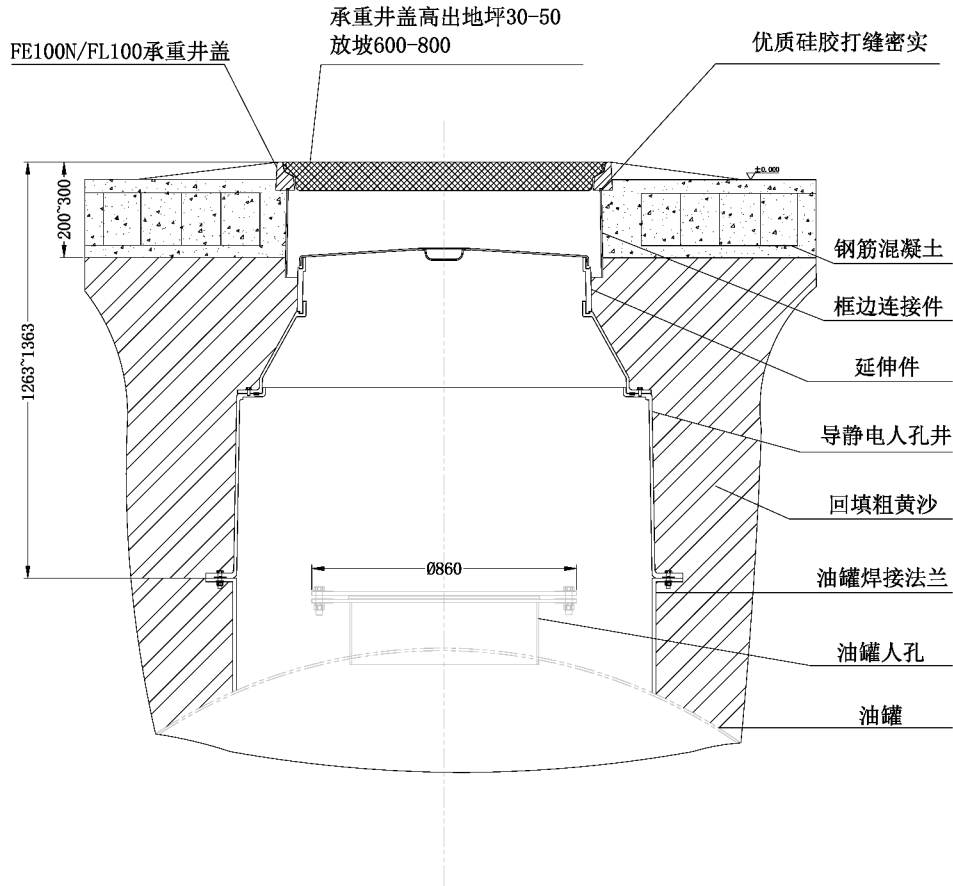 承重井盖高出地坪30-50
放坡600-800
FE100N/FL100承重井盖
优质硅胶打缝密实
±0.000
200~300
钢筋混凝土
框边连接件
1263~1363
延伸件
导静电人孔井
回填粗黄沙
Ø860
油罐焊接法兰
油罐人孔
油罐